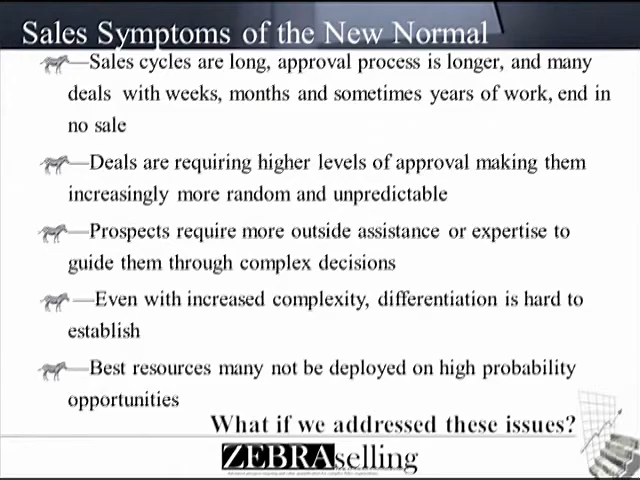 Sales Symptoms of the New Normal
—Sales cycles are long, approval process is longer, and many
deals with weeks, months and sometimes years of work, end in
no sale
—Deals are requiring higher levels of approval making them
increasingly more random and unpredictable
—Prospects require more outside assistance or expertise to
guide them through complex decisions
—Even with increased complexity, differentiation is hard to
establish
—Best resources many not be deployed on high probability
opportunities
What if we addressed these issues?
ZEBRAselling